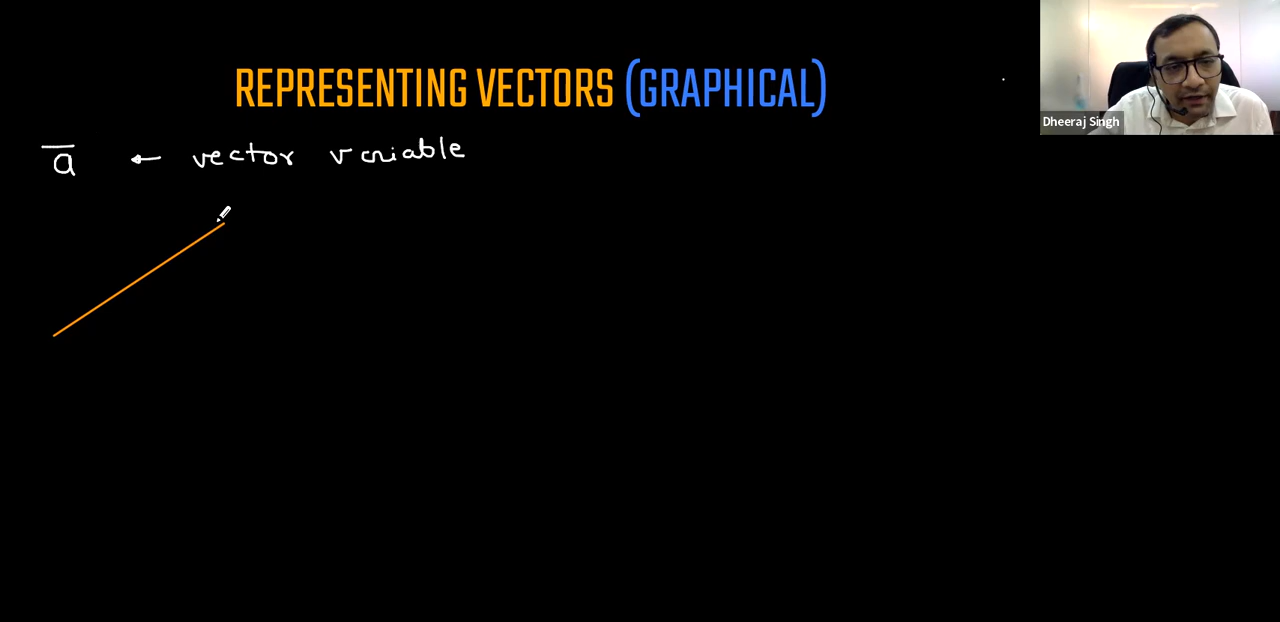 REPRESENTING VECTORS (GRAPHICAL)
Dheeraj Singh
a̅ ← vector variable